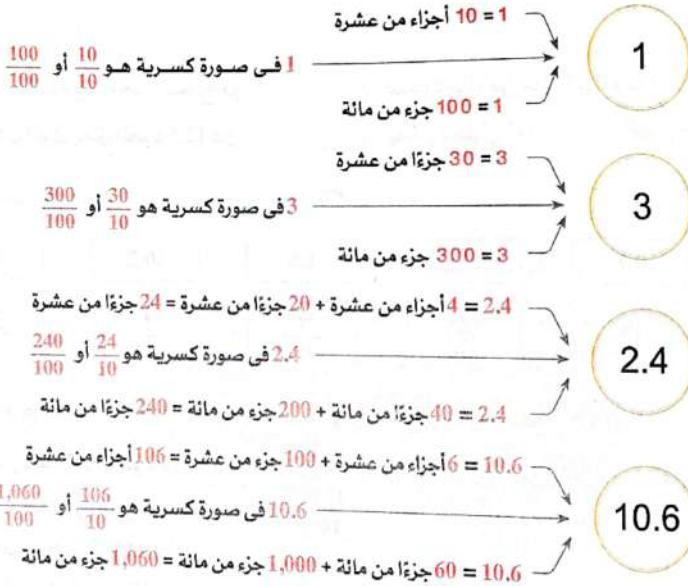 1 = 10 أجزاء من عشرة
1
1 فى صورة كسرية هو 10/10 أو 100/100
1 = 100 جزء من مائة
3 = 30 جزءًا من عشرة
3
3 فى صورة كسرية هو 30/10 أو 300/100
3 = 300 جزء من مائة
2.4 = 4 أجزاء من عشرة + 20 جزءًا من عشرة = 24 جزءًا من عشرة
2.4
2.4 فى صورة كسرية هو 24/10 أو 240/100
2.4 = 40 جزءًا من مائة + 200 جزء من مائة = 240 جزءًا من مائة
10.6 = 6 أجزاء من عشرة + 100 جزء من عشرة = 106 أجزاء من عشرة
10.6
10.6 فى صورة كسرية هو 106/10 أو 1,060/100
10.6 = 60 جزءًا من مائة + 1,000 جزء من مائة = 1,060 جزء من مائة